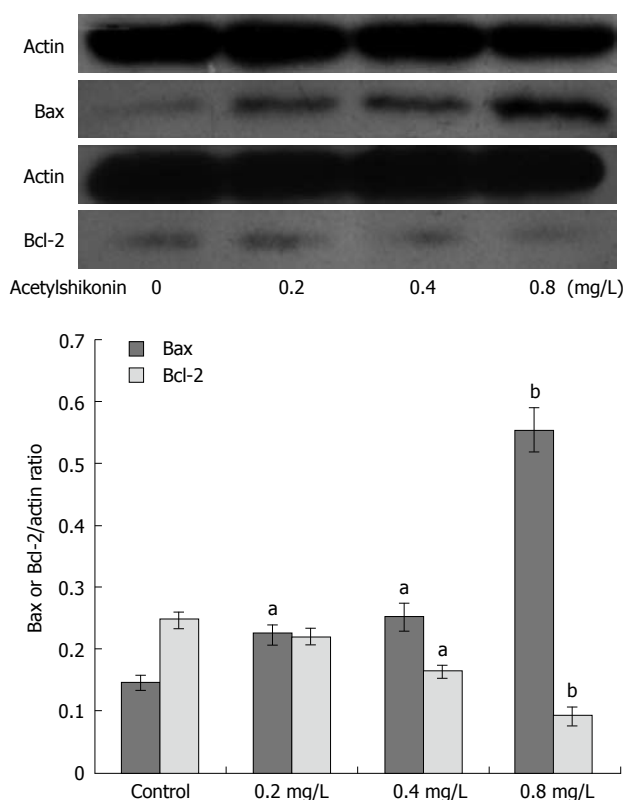 Actin
Bax
Actin
Bcl-2
Acetylshikonin 0 0.2 0.4 0.8 (mg/L)
0.7
0.6
0.5
0.4
0.3
0.2
0.1
0
Bax or Bcl-2/actin ratio
Bax
Bcl-2
a
a
a
b
b
Control 0.2 mg/L 0.4 mg/L 0.8 mg/L